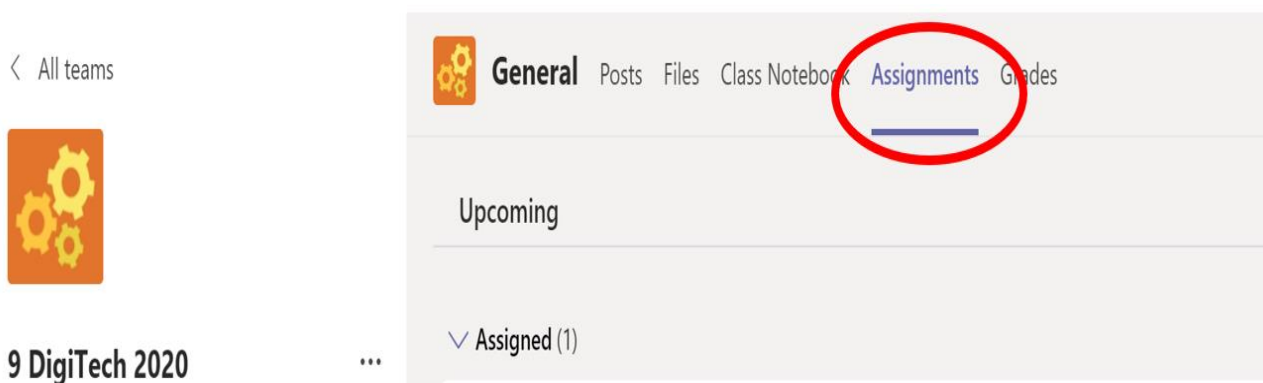 All teams
9 DigiTech 2020
General Posts Files Class Notebook Assignments Grades
Upcoming
Assigned (1)